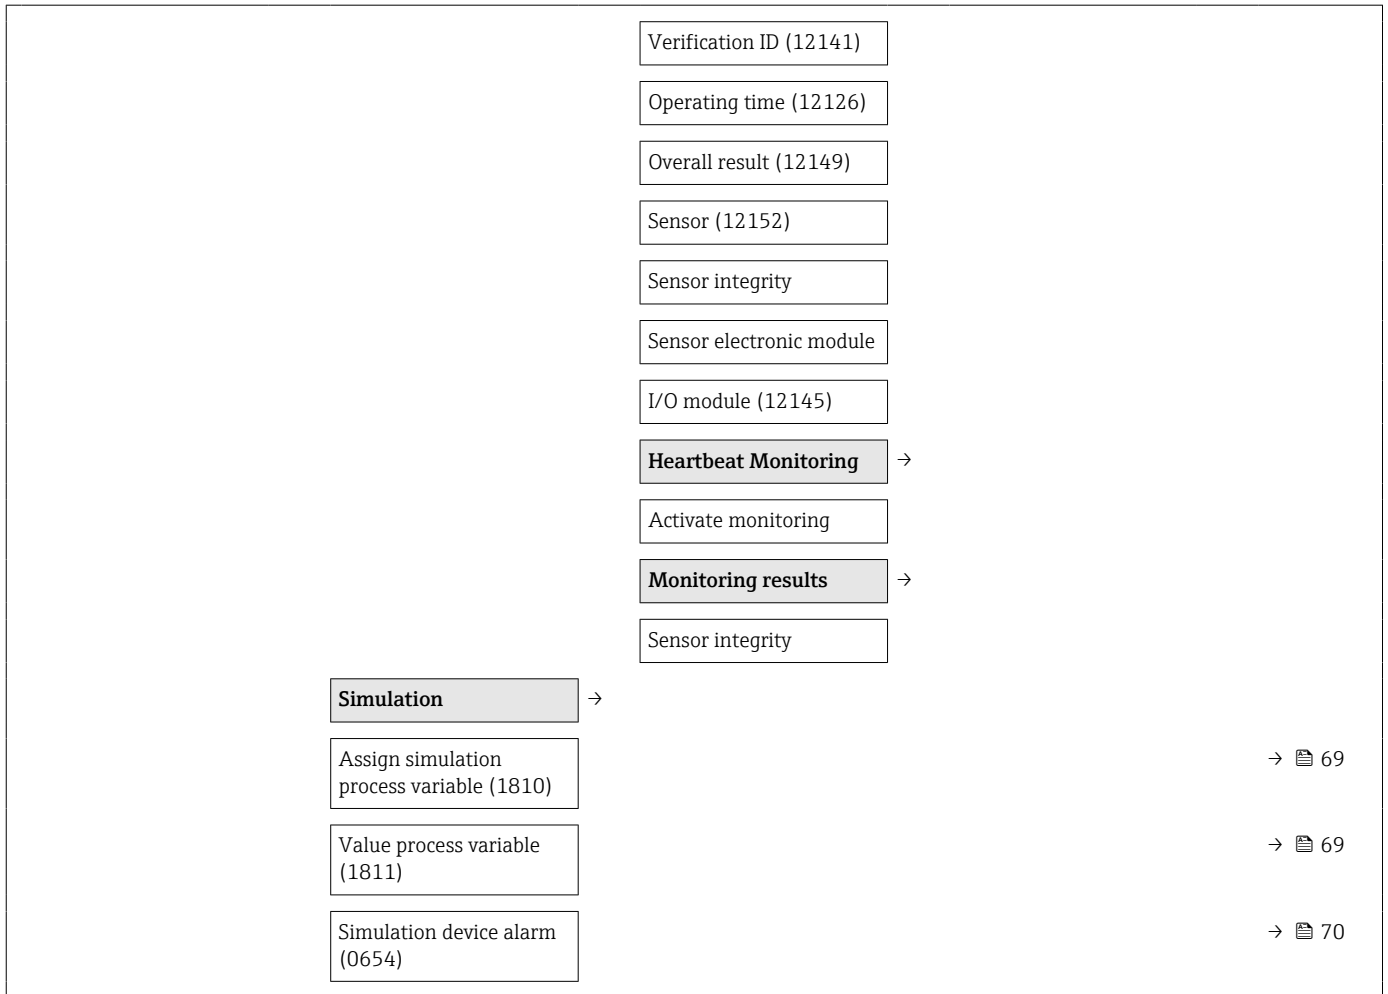 Verification ID (12141)
Operating time (12126)
Overall result (12149)
Sensor (12152)
Sensor integrity
Sensor electronic module
I/O module (12145)
Heartbeat Monitoring →
Activate monitoring
Monitoring results →
Sensor integrity
Simulation →
Assign simulation
process variable (1810) → 69
Value process variable
(1811) → 69
Simulation device alarm
(0654) → 70